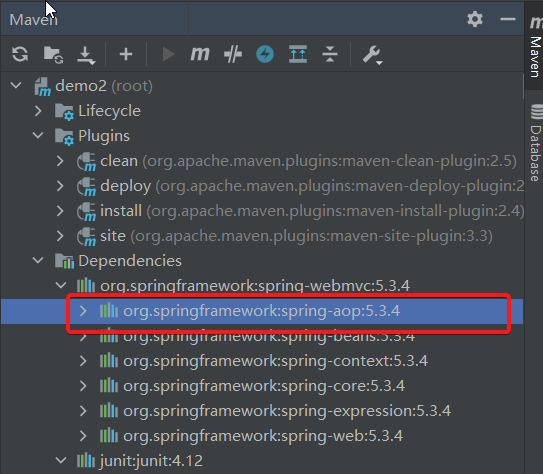 Maven
demo2 (root)
Lifecycle
Plugins
clean (org.apache.maven.plugins:maven-clean-plugin:2.5)
deploy (org.apache.maven.plugins:maven-deploy-plugin:2
install (org.apache.maven.plugins:maven-install-plugin:2.4)
site (org.apache.maven.plugins:maven-site-plugin:3.3)
Dependencies
org.springframework:spring-webmvc:5.3.4
org.springframework:spring-aop:5.3.4
org.springframework:spring-beans:5.3.4
org.springframework:spring-context:5.3.4
org.springframework:spring-core:5.3.4
org.springframework:spring-expression:5.3.4
org.springframework:spring-web:5.3.4
junit:junit:4.12
Maven
Database